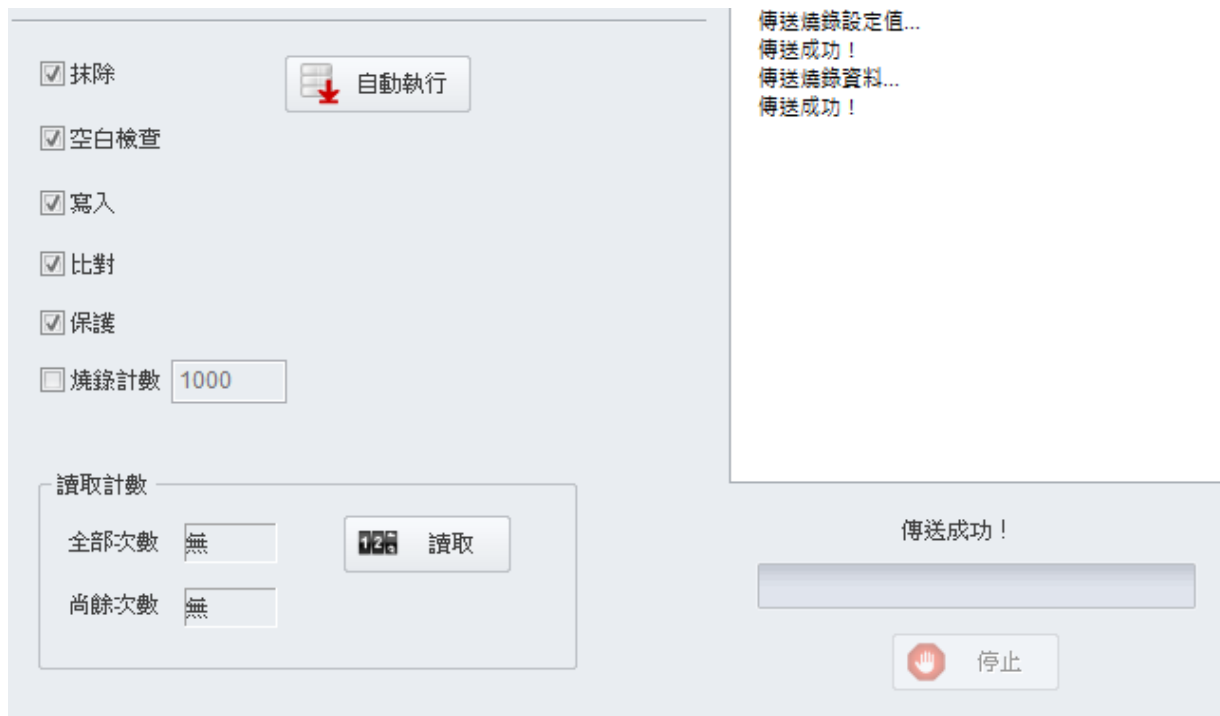 抹除
自動執行
空白檢查
寫入
比對
保護
燒錄計數 1000
讀取計數
全部次數 無
讀取
尚餘次數 無
傳送燒錄設定值...
傳送成功！
傳送燒錄資料...
傳送成功！
傳送成功！
停止